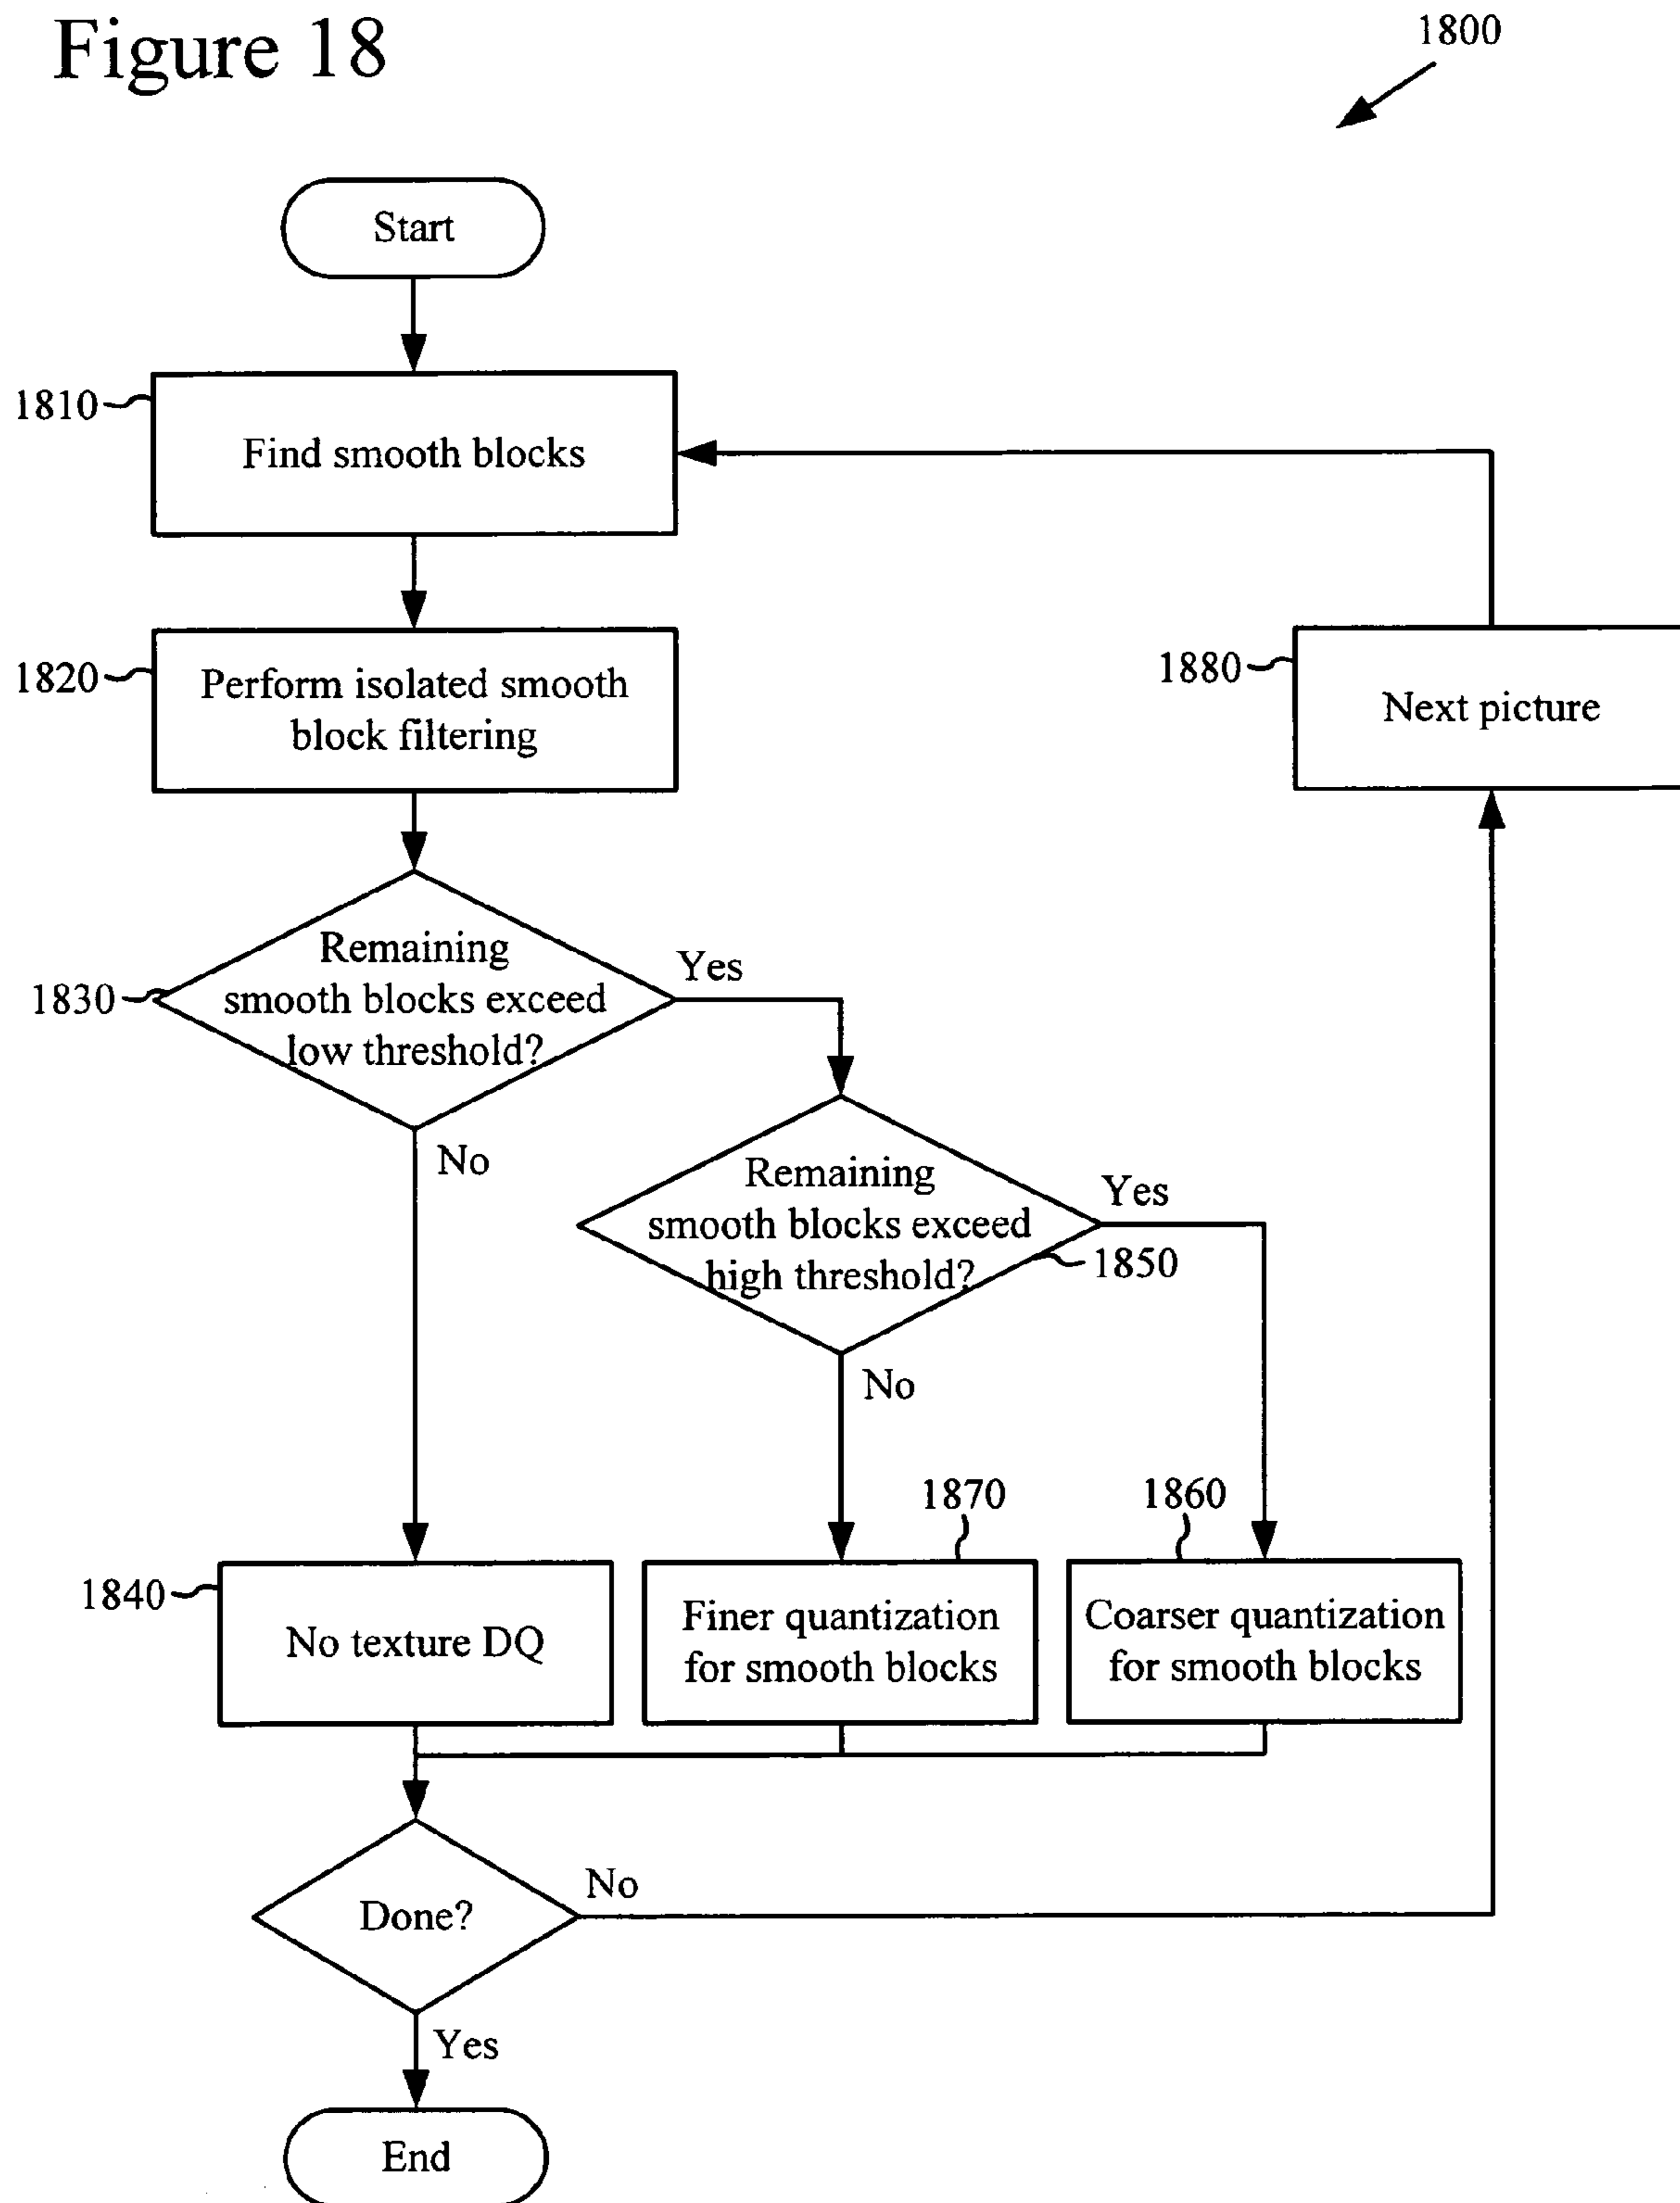 Figure 18
1800
Start
1810
Find smooth blocks
1820
Perform isolated smooth
block filtering
1880
Next picture
1830
Remaining
smooth blocks exceed
low threshold?
Yes
No
Remaining
smooth blocks exceed
high threshold?
1850
Yes
No
1840
No texture DQ
1870
Finer quantization
for smooth blocks
1860
Coarser quantization
for smooth blocks
Done?
No
Yes
End